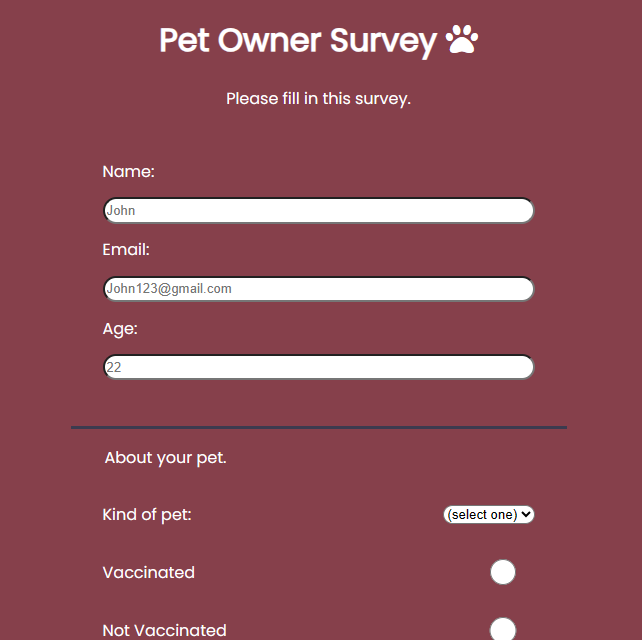 Pet Owner Survey
Please fill in this survey.
Name:
John
Email:
John123@gmail.com
Age:
22
About your pet.
Kind of pet: (select one)
Vaccinated
Not Vaccinated